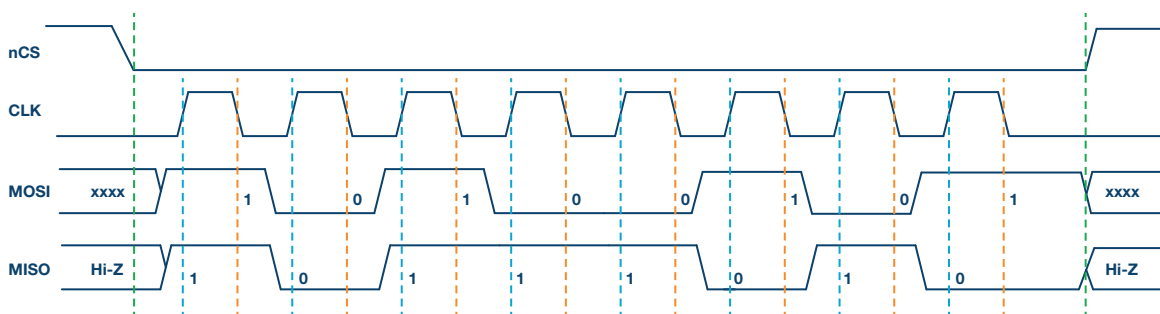 nCS
CLK
MOSI xxxx 1 0 1 0 0 1 0 1 xxxx
MISO Hi-Z 1 0 1 1 1 0 1 0 Hi-Z